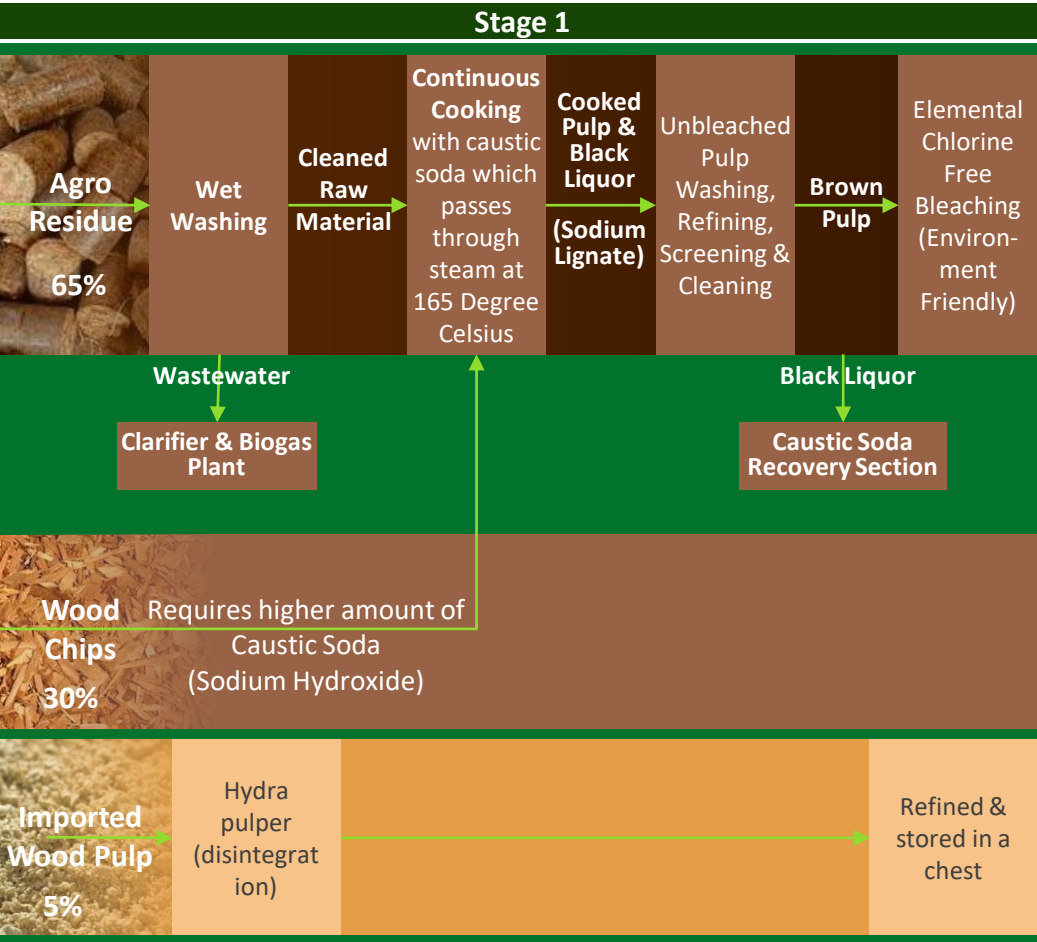 Stage 1
Agro
Residue
65%
Wet
Washing
Cleaned
Raw
Material
Continuous
Cooking
with caustic
soda which
passes
through
steam at
165 Degree
Celsius
Cooked
Pulp &
Black
Liquor
(Sodium
Lignate)
Unbleached
Pulp
Washing,
Refining,
Screening &
Cleaning
Brown
Pulp
Elemental
Chlorine
Free
Bleaching
(Environ-
ment
Friendly)
Wastewater
Black Liquor
Clarifier & Biogas
Plant
Caustic Soda
Recovery Section
Wood
Chips
30%
Requires higher amount of
Caustic Soda
(Sodium Hydroxide)
Imported
Wood Pulp
5%
Hydra
pulper
(disintegrat
ion)
Refined &
stored in a
chest